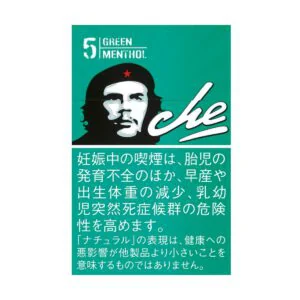 5 GREEN
MENTHOL
che
妊娠中の喫煙は、胎児の
発育不全のほか、早産や
出生体重の減少、乳幼
児突然死症候群の危険
性を高めます。
「ナチュラル」の表現は、健康への
悪影響が他製品より小さいことを
意味するものではありません。